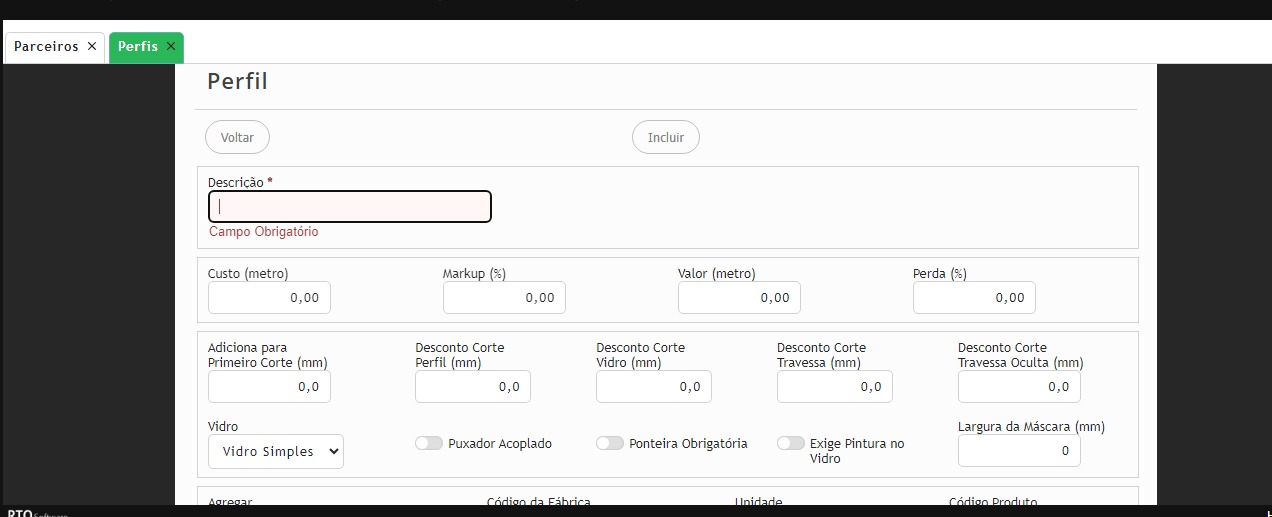 Parceiros ×
Perfis ×
Perfil
Voltar
Incluir
Descrição *
Campo Obrigatório
Custo (metro)
Markup (%)
Valor (metro)
Perda (%)
0,00
0,00
0,00
0,00
Adiciona para
Primeiro Corte (mm)
Desconto Corte
Perfil (mm)
Desconto Corte
Vidro (mm)
Desconto Corte
Travessa (mm)
Desconto Corte
Travessa Oculta (mm)
0,0
0,0
0,0
0,0
0,0
Vidro
Vidro Simples
Puxador Acoplado
Ponteira Obrigatória
Exige Pintura no
Vidro
Largura da Máscara (mm)
0
Agregar
Código da Fábrica
Unidade
Código Produto
RTO Software